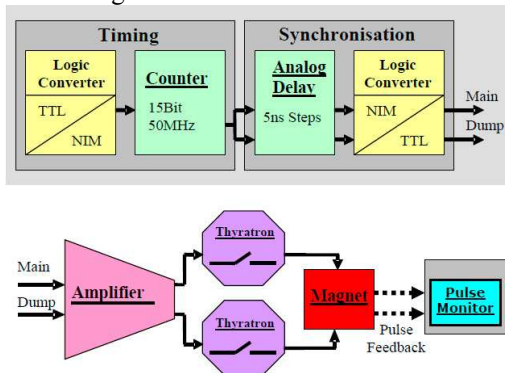 Timing
Synchronisation
Logic
Converter
TTL
NIM
Counter
15Bit
50MHz
Analog
Delay
5ns Steps
Logic
Converter
NIM
TTL
Main
Dump
Main
Dump
Amplifier
Thyratron
Thyratron
Magnet
Pulse
Feedback
Pulse
Monitor